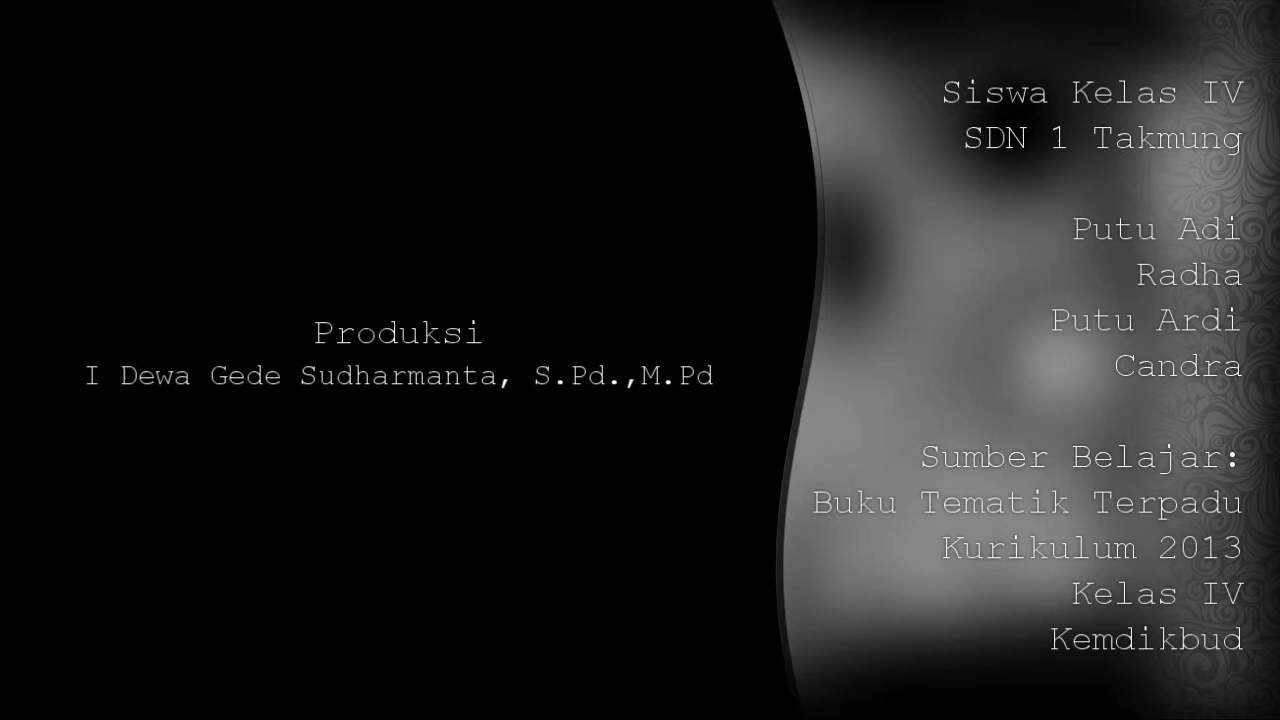 Produksi
I Dewa Gede Sudharmanta, S.Pd.,M.Pd
Siswa Kelas IV
SDN 1 Takmung
Putu Adi
Radha
Putu Ardi
Candra
Sumber Belajar:
Buku Tematik Terpadu
Kurikulum 2013
Kelas IV
Kemdikbud